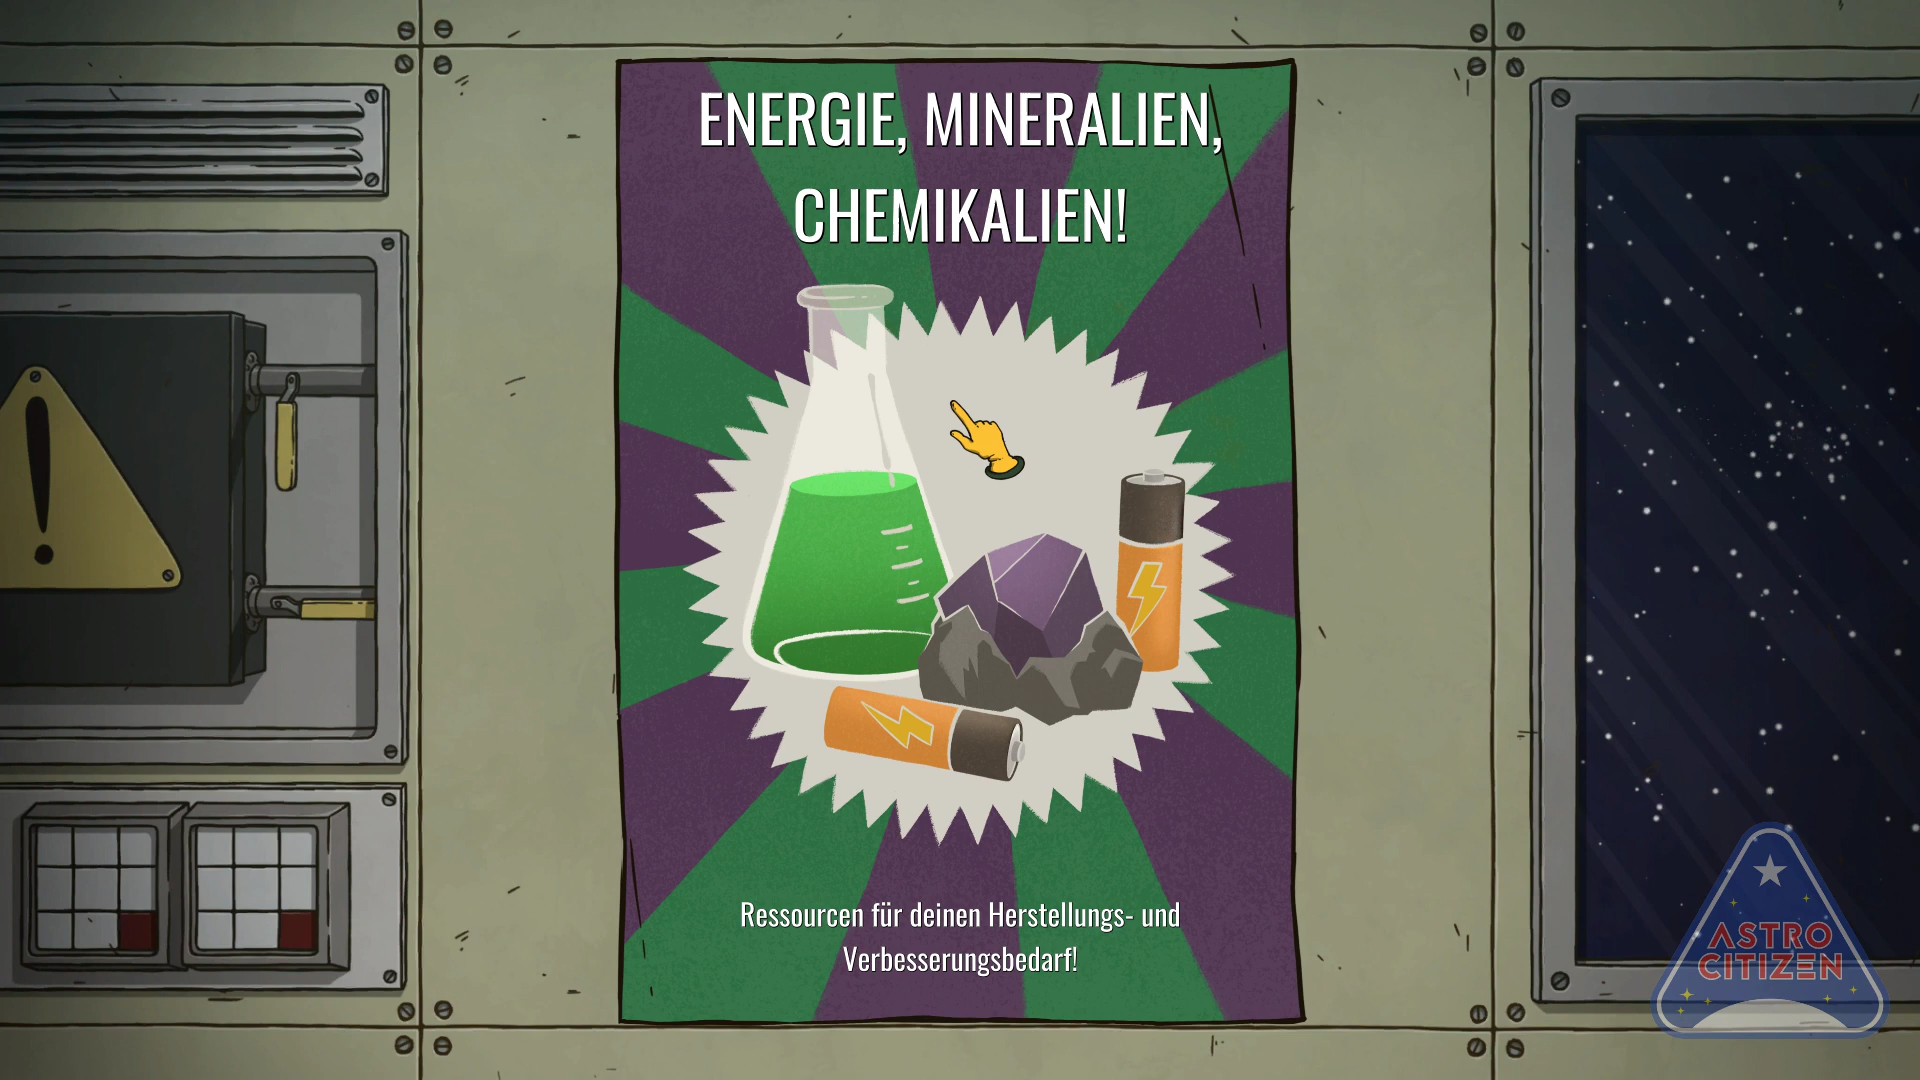 ENERGIE, MINERALIEN,
CHEMIKALIEN!
Ressourcen für deinen Herstellungs- und
Verbesserungsbedarf!
ASTRO
CITIZEN